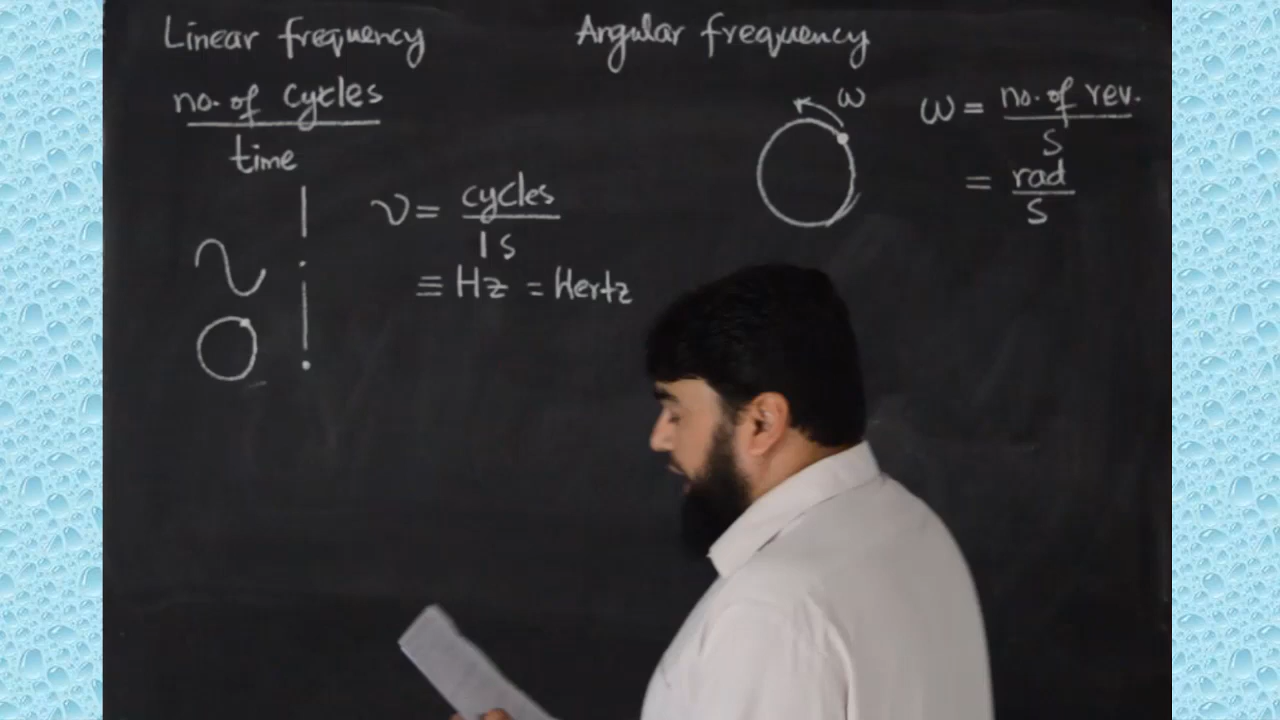 Linear frequency
no. of cycles
time
ν = cycles
1 s
≡ Hz = Hertz
Angular frequency
ω
ω = no. of rev.
s
= rad
s